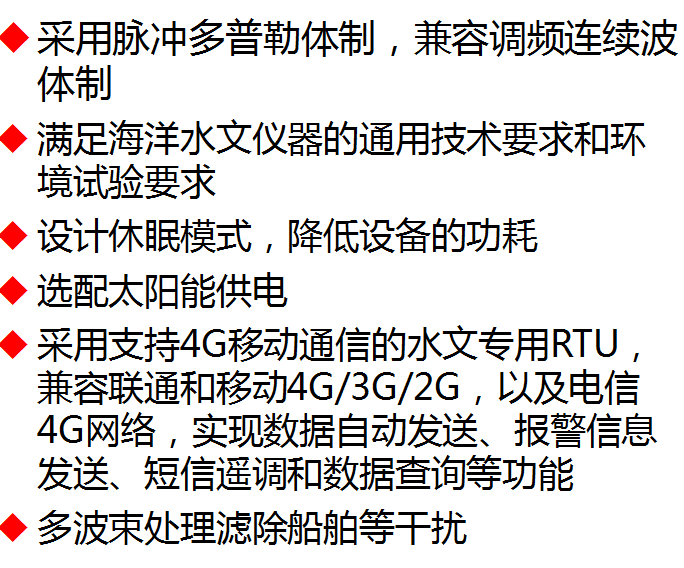 采用脉冲多普勒体制，兼容调频连续波
体制
满足海洋水文仪器的通用技术要求和环
境试验要求
设计休眠模式，降低设备的功耗
选配太阳能供电
采用支持4G移动通信的水文专用RTU，
兼容联通和移动4G/3G/2G，以及电信
4G网络，实现数据自动发送、报警信息
发送、短信遥调和数据查询等功能
多波束处理滤除船舶等干扰